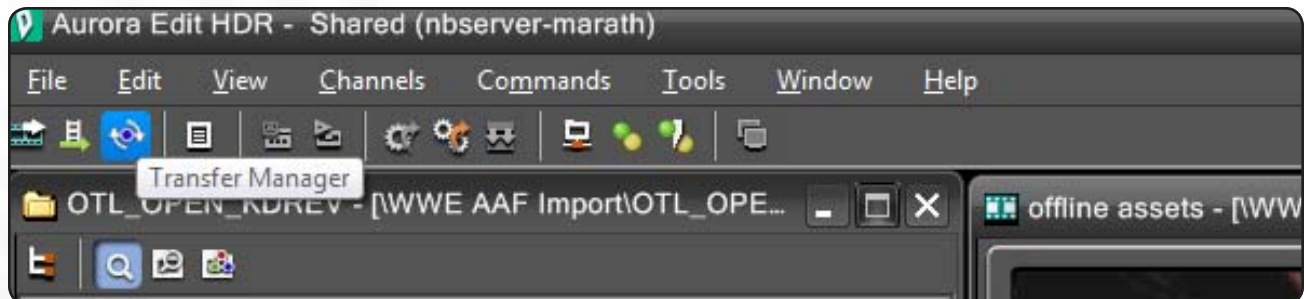 Aurora Edit HDR - Shared (nbserver-marath)
File Edit View Channels Commands Tools Window Help
Transfer Manager
OTL_OPEN_KDREV - [\WWE AAF Import\OTL_OPE...
offline assets - [\WW